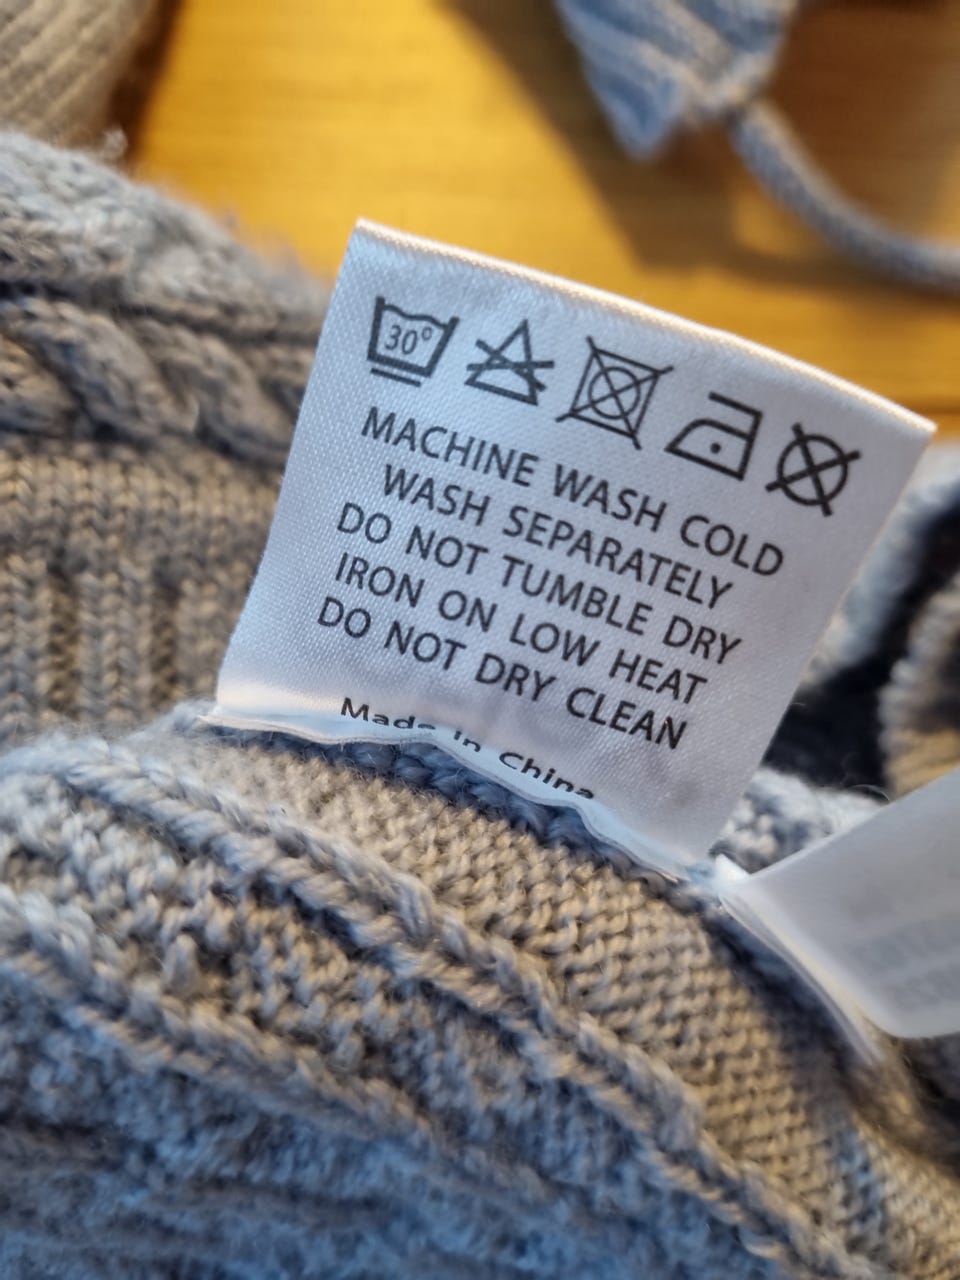 30°
MACHINE WASH COLD
WASH SEPARATELY
DO NOT TUMBLE DRY
IRON ON LOW HEAT
DO NOT DRY CLEAN
Made in China